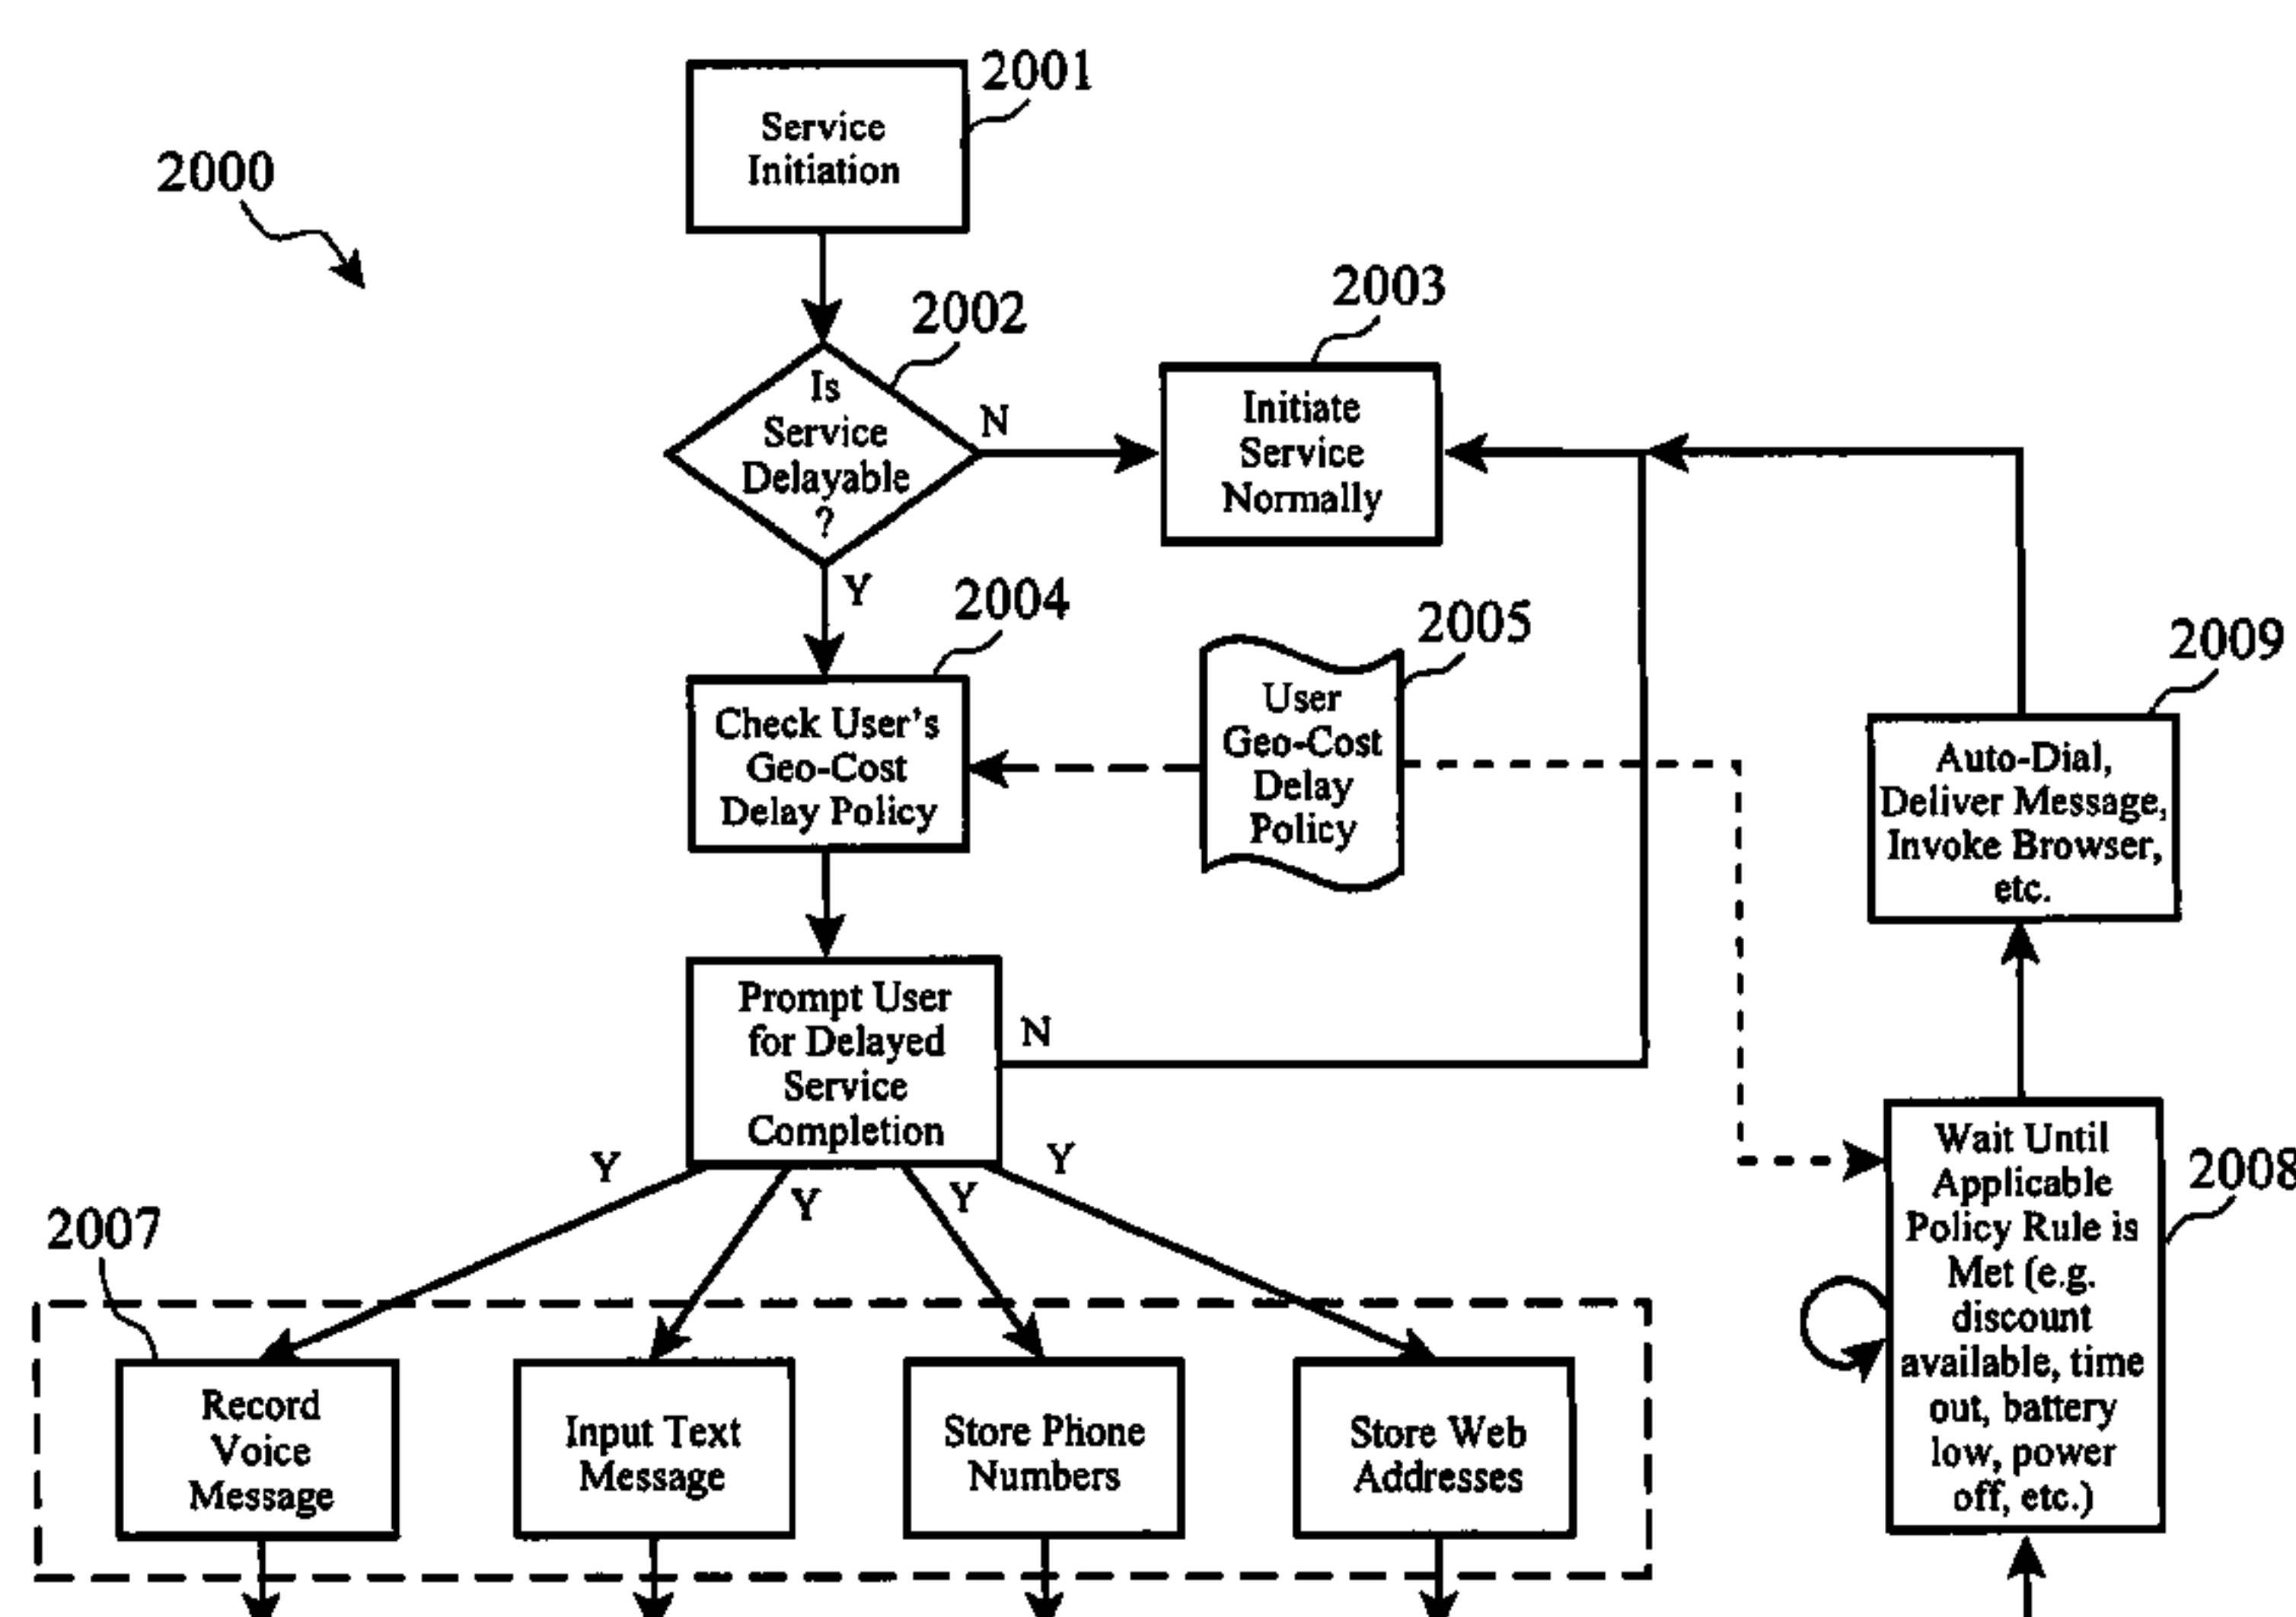 2000
2001
Service
Initiation
2002
Is
Service
Delayable
?
N
Y
2003
Initiate
Service
Normally
2004
Check User's
Geo-Cost
Delay Policy
2005
User
Geo-Cost
Delay
Policy
2009
Auto-Dial,
Deliver Message,
Invoke Browser,
etc.
Prompt User
for Delayed
Service
Completion
N
Y
Y
Y
Y
2008
Wait Until
Applicable
Policy Rule is
Met (e.g.
discount
available, time
out, battery
low, power
off, etc.)
2007
Record
Voice
Message
Input Text
Message
Store Phone
Numbers
Store Web
Addresses